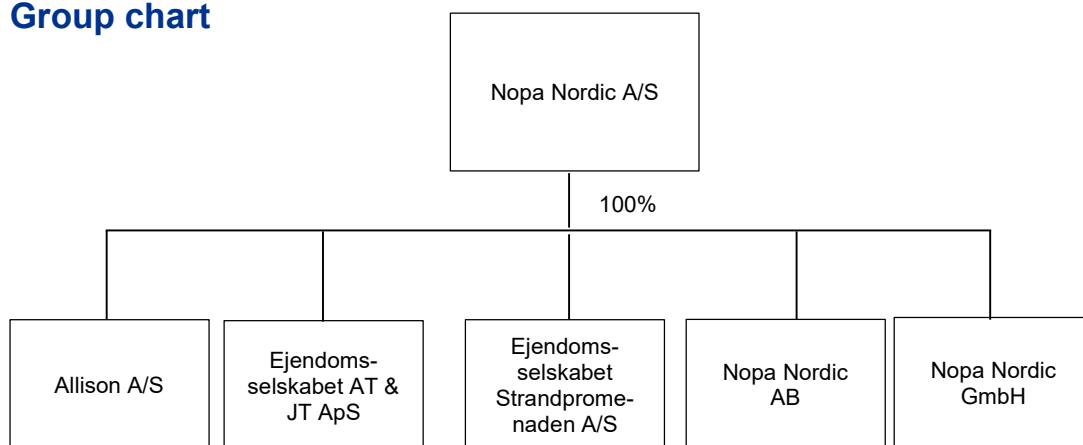 Group chart
Nopa Nordic A/S
100%
Allison A/S
Ejendoms-
selskabet AT &
JT ApS
Ejendoms-
selskabet
Strandprome-
naden A/S
Nopa Nordic
AB
Nopa Nordic
GmbH